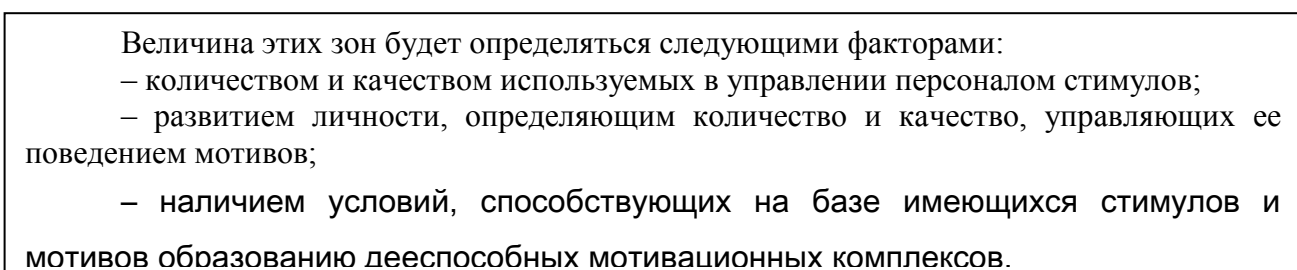 Величина этих зон будет определяться следующими факторами:
– количеством и качеством используемых в управлении персоналом стимулов;
– развитием личности, определяющим количество и качество, управляющих ее
поведением мотивов;
– наличием условий, способствующих на базе имеющихся стимулов и
мотивов образованию дееспособных мотивационных комплексов.